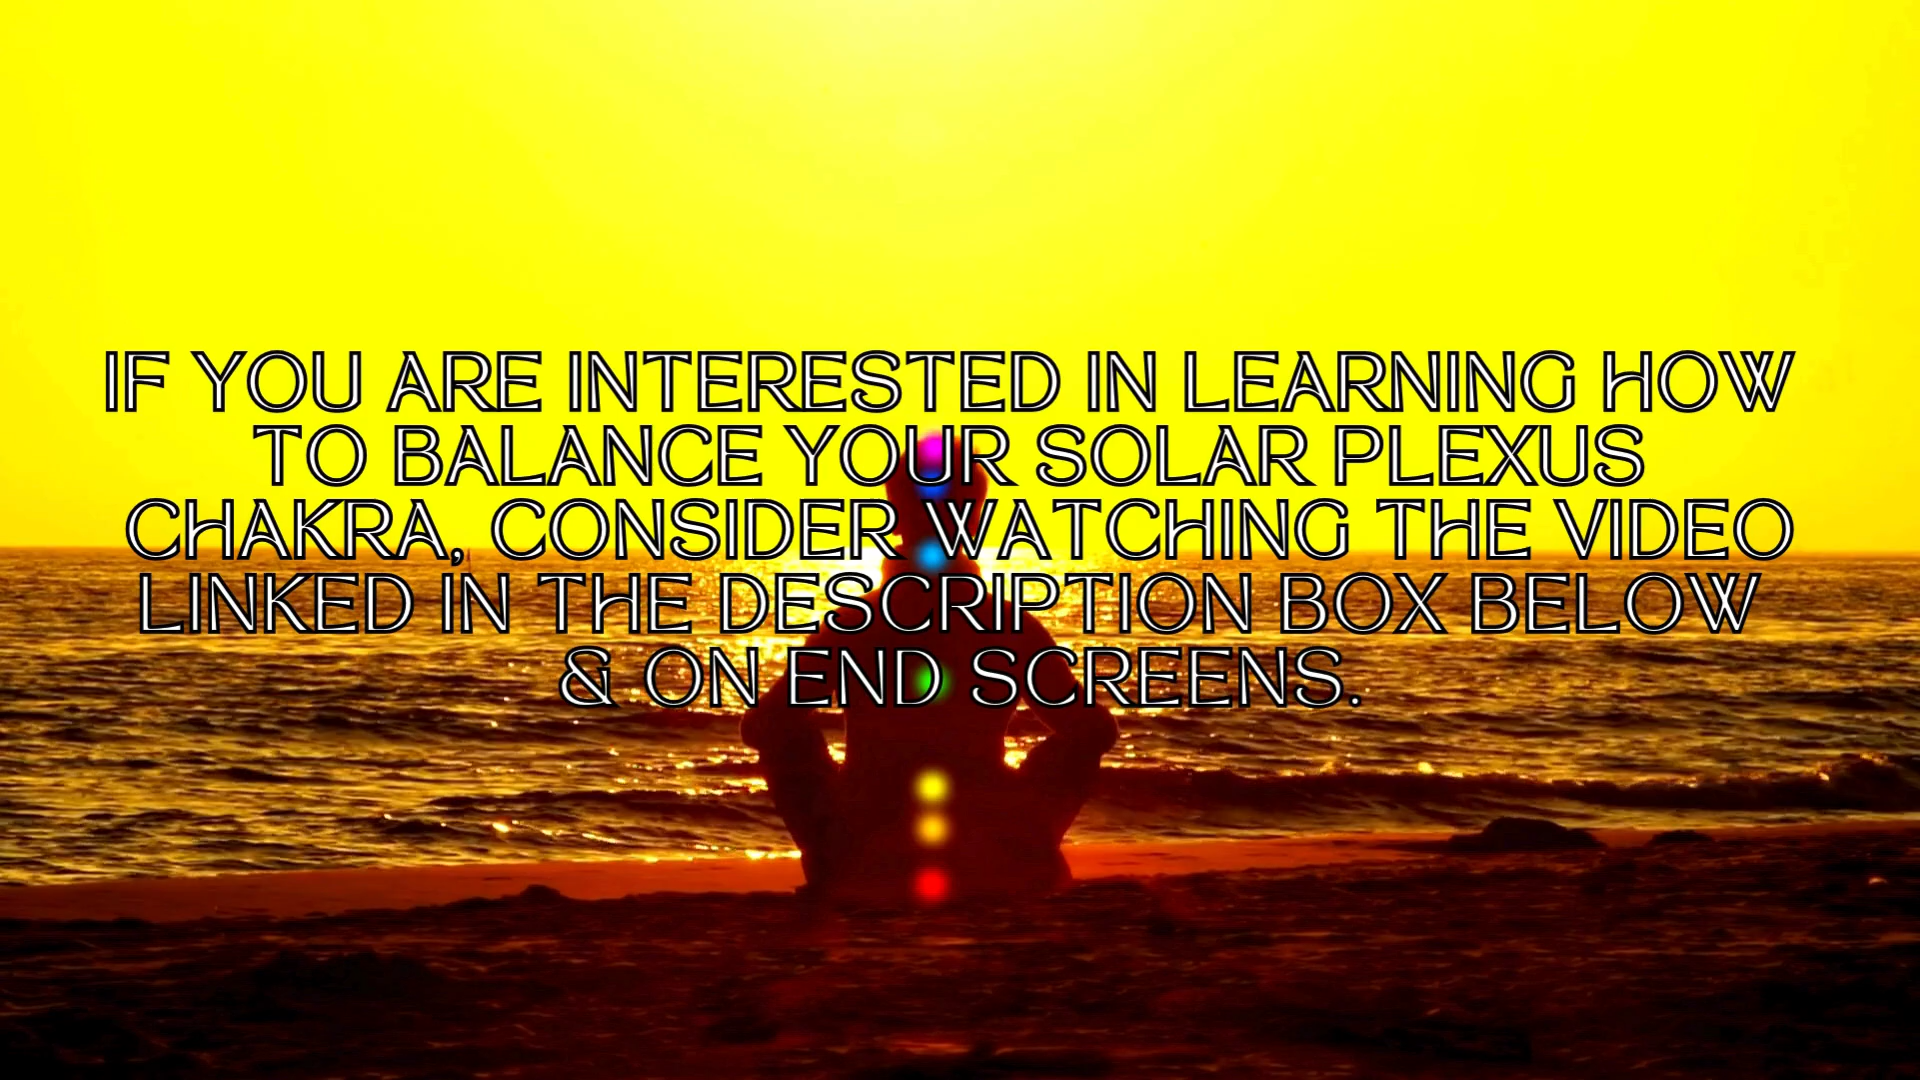 IF YOU ARE INTERESTED IN LEARNING HOW
TO BALANCE YOUR SOLAR PLEXUS
CHAKRA, CONSIDER WATCHING THE VIDEO
LINKED IN THE DESCRIPTION BOX BELOW
& ON END SCREENS.